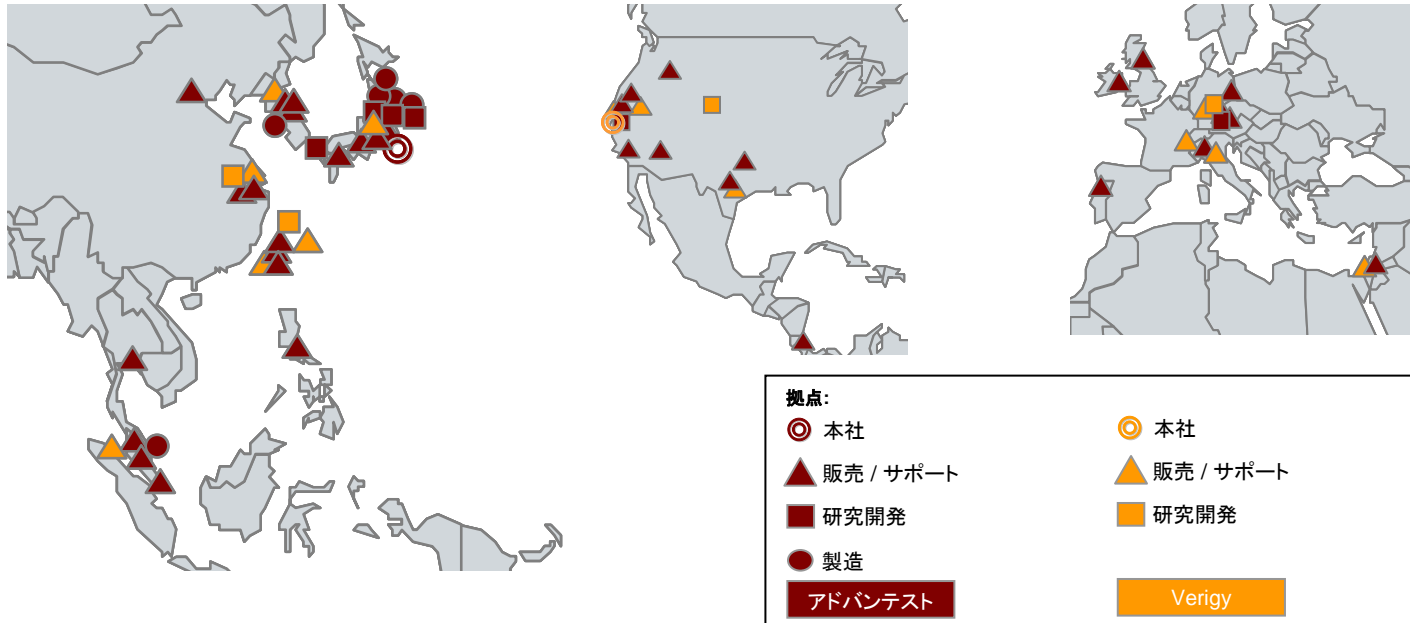 拠点:
本社
本社
販売 / サポート
販売 / サポート
研究開発
研究開発
製造
アドバンテスト
Verigy